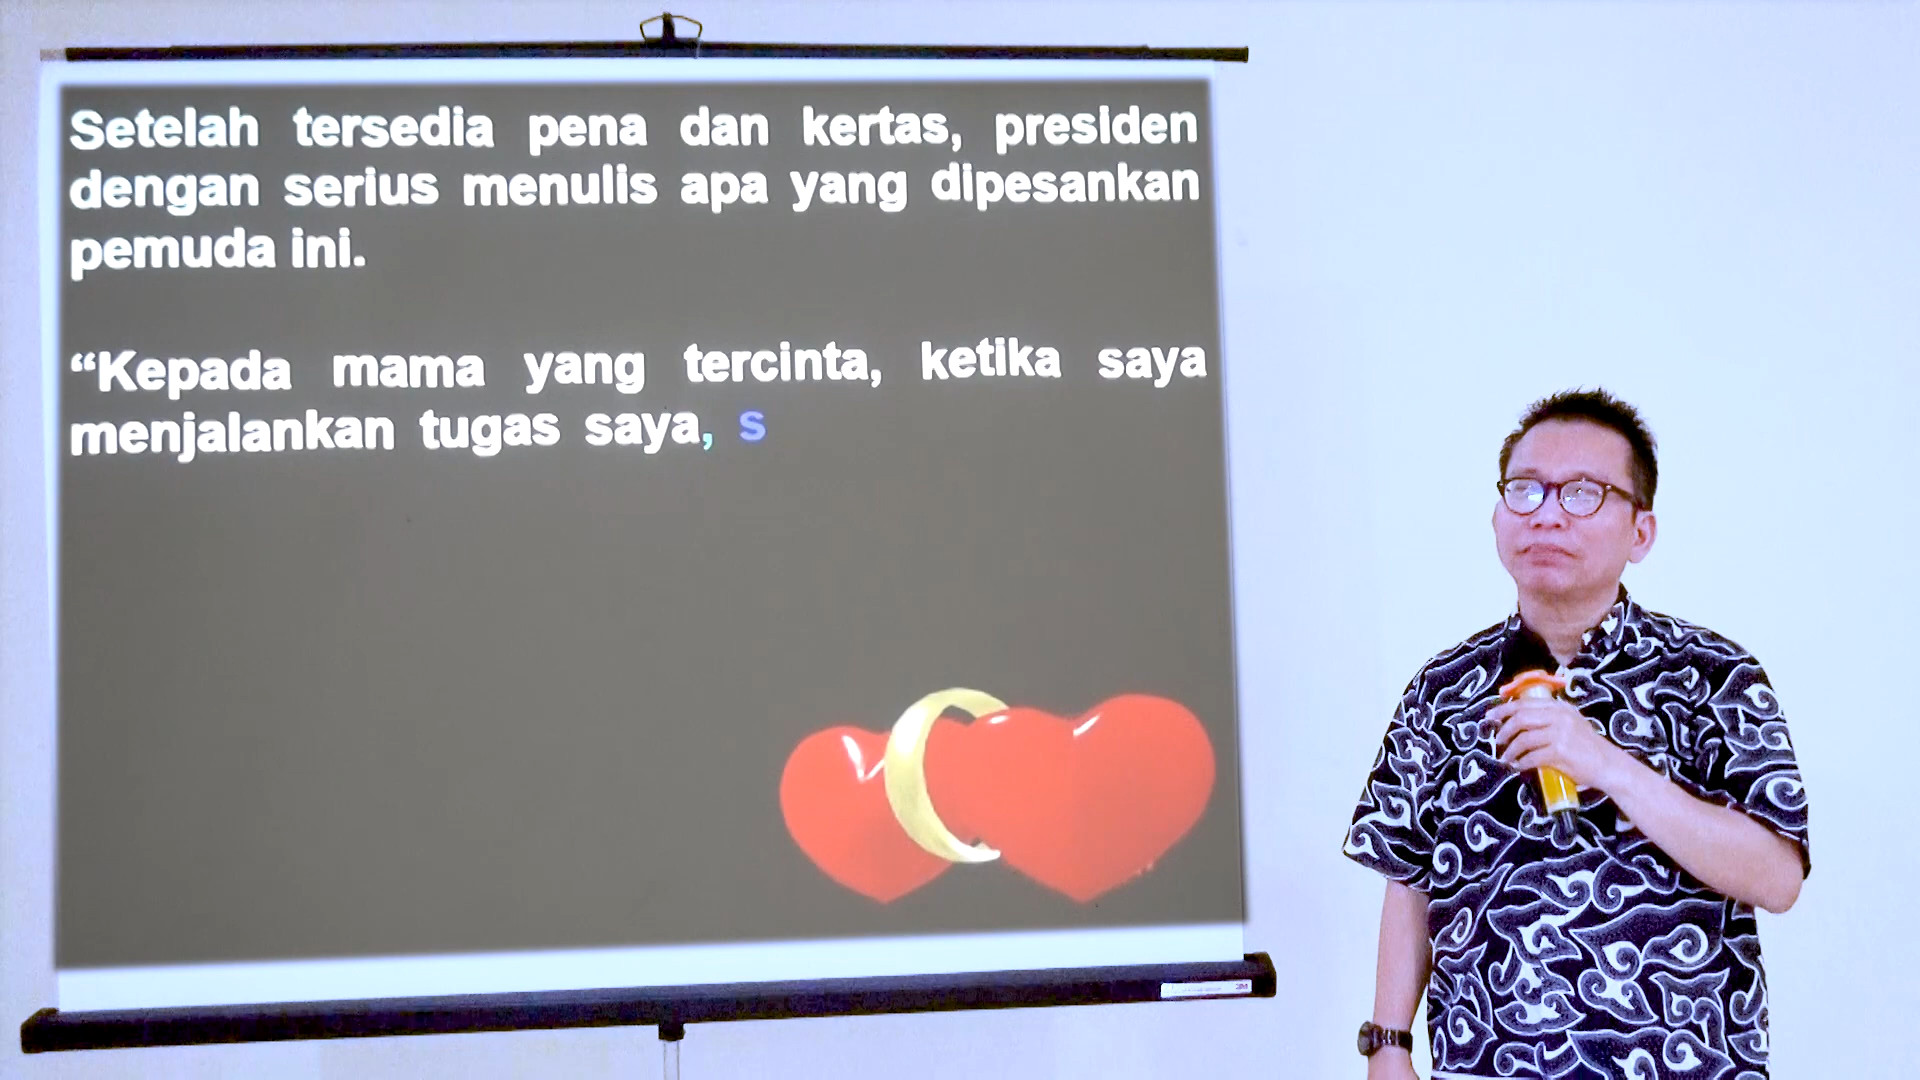 Setelah tersedia pena dan kertas, presiden
dengan serius menulis apa yang dipesankan
pemuda ini.
“Kepada mama yang tercinta, ketika saya
menjalankan tugas saya, s
3M